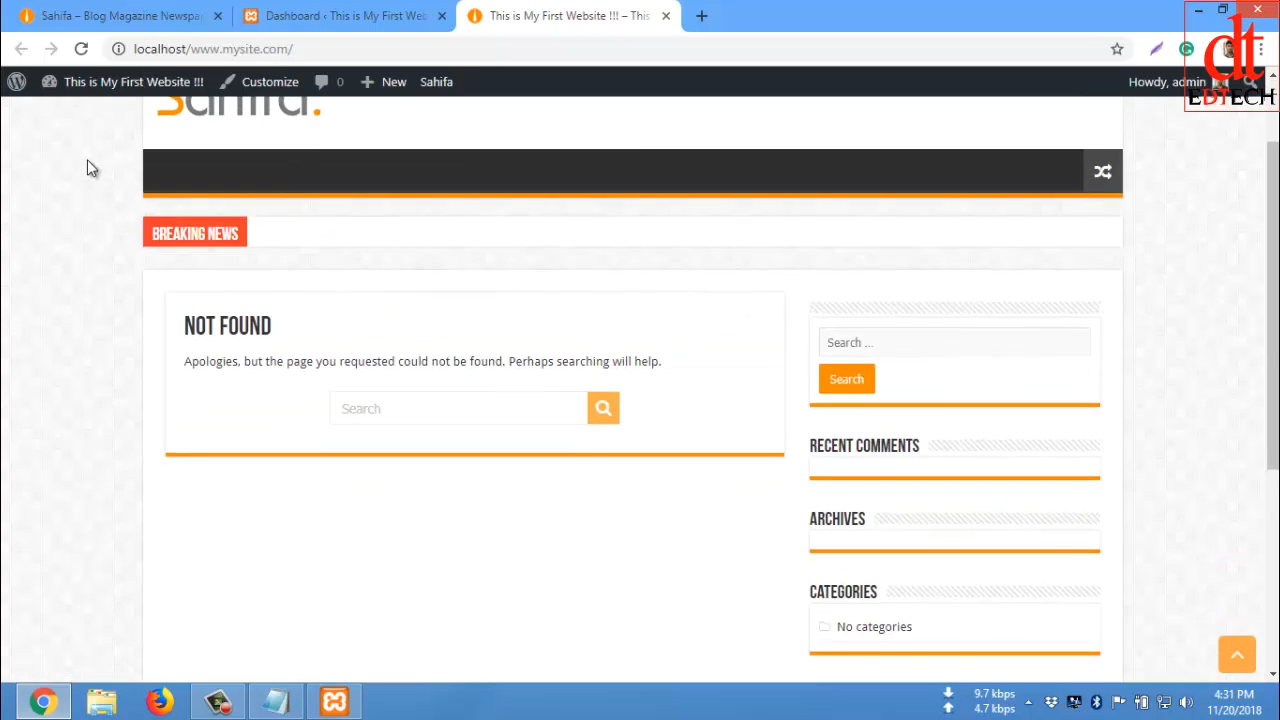 Sahifa – Blog Magazine Newspap
Dashboard ‹ This is My First Web
This is My First Website !!! – This
localhost/www.mysite.com/
This is My First Website !!!
Customize
0
New
Sahifa
Howdy, admin
dt
EDTECH
Sahifa.
BREAKING NEWS
NOT FOUND
Apologies, but the page you requested could not be found. Perhaps searching will help.
Search
Search ...
Search
RECENT COMMENTS
ARCHIVES
CATEGORIES
No categories
9.7 kbps
4.7 kbps
4:31 PM
11/20/2018